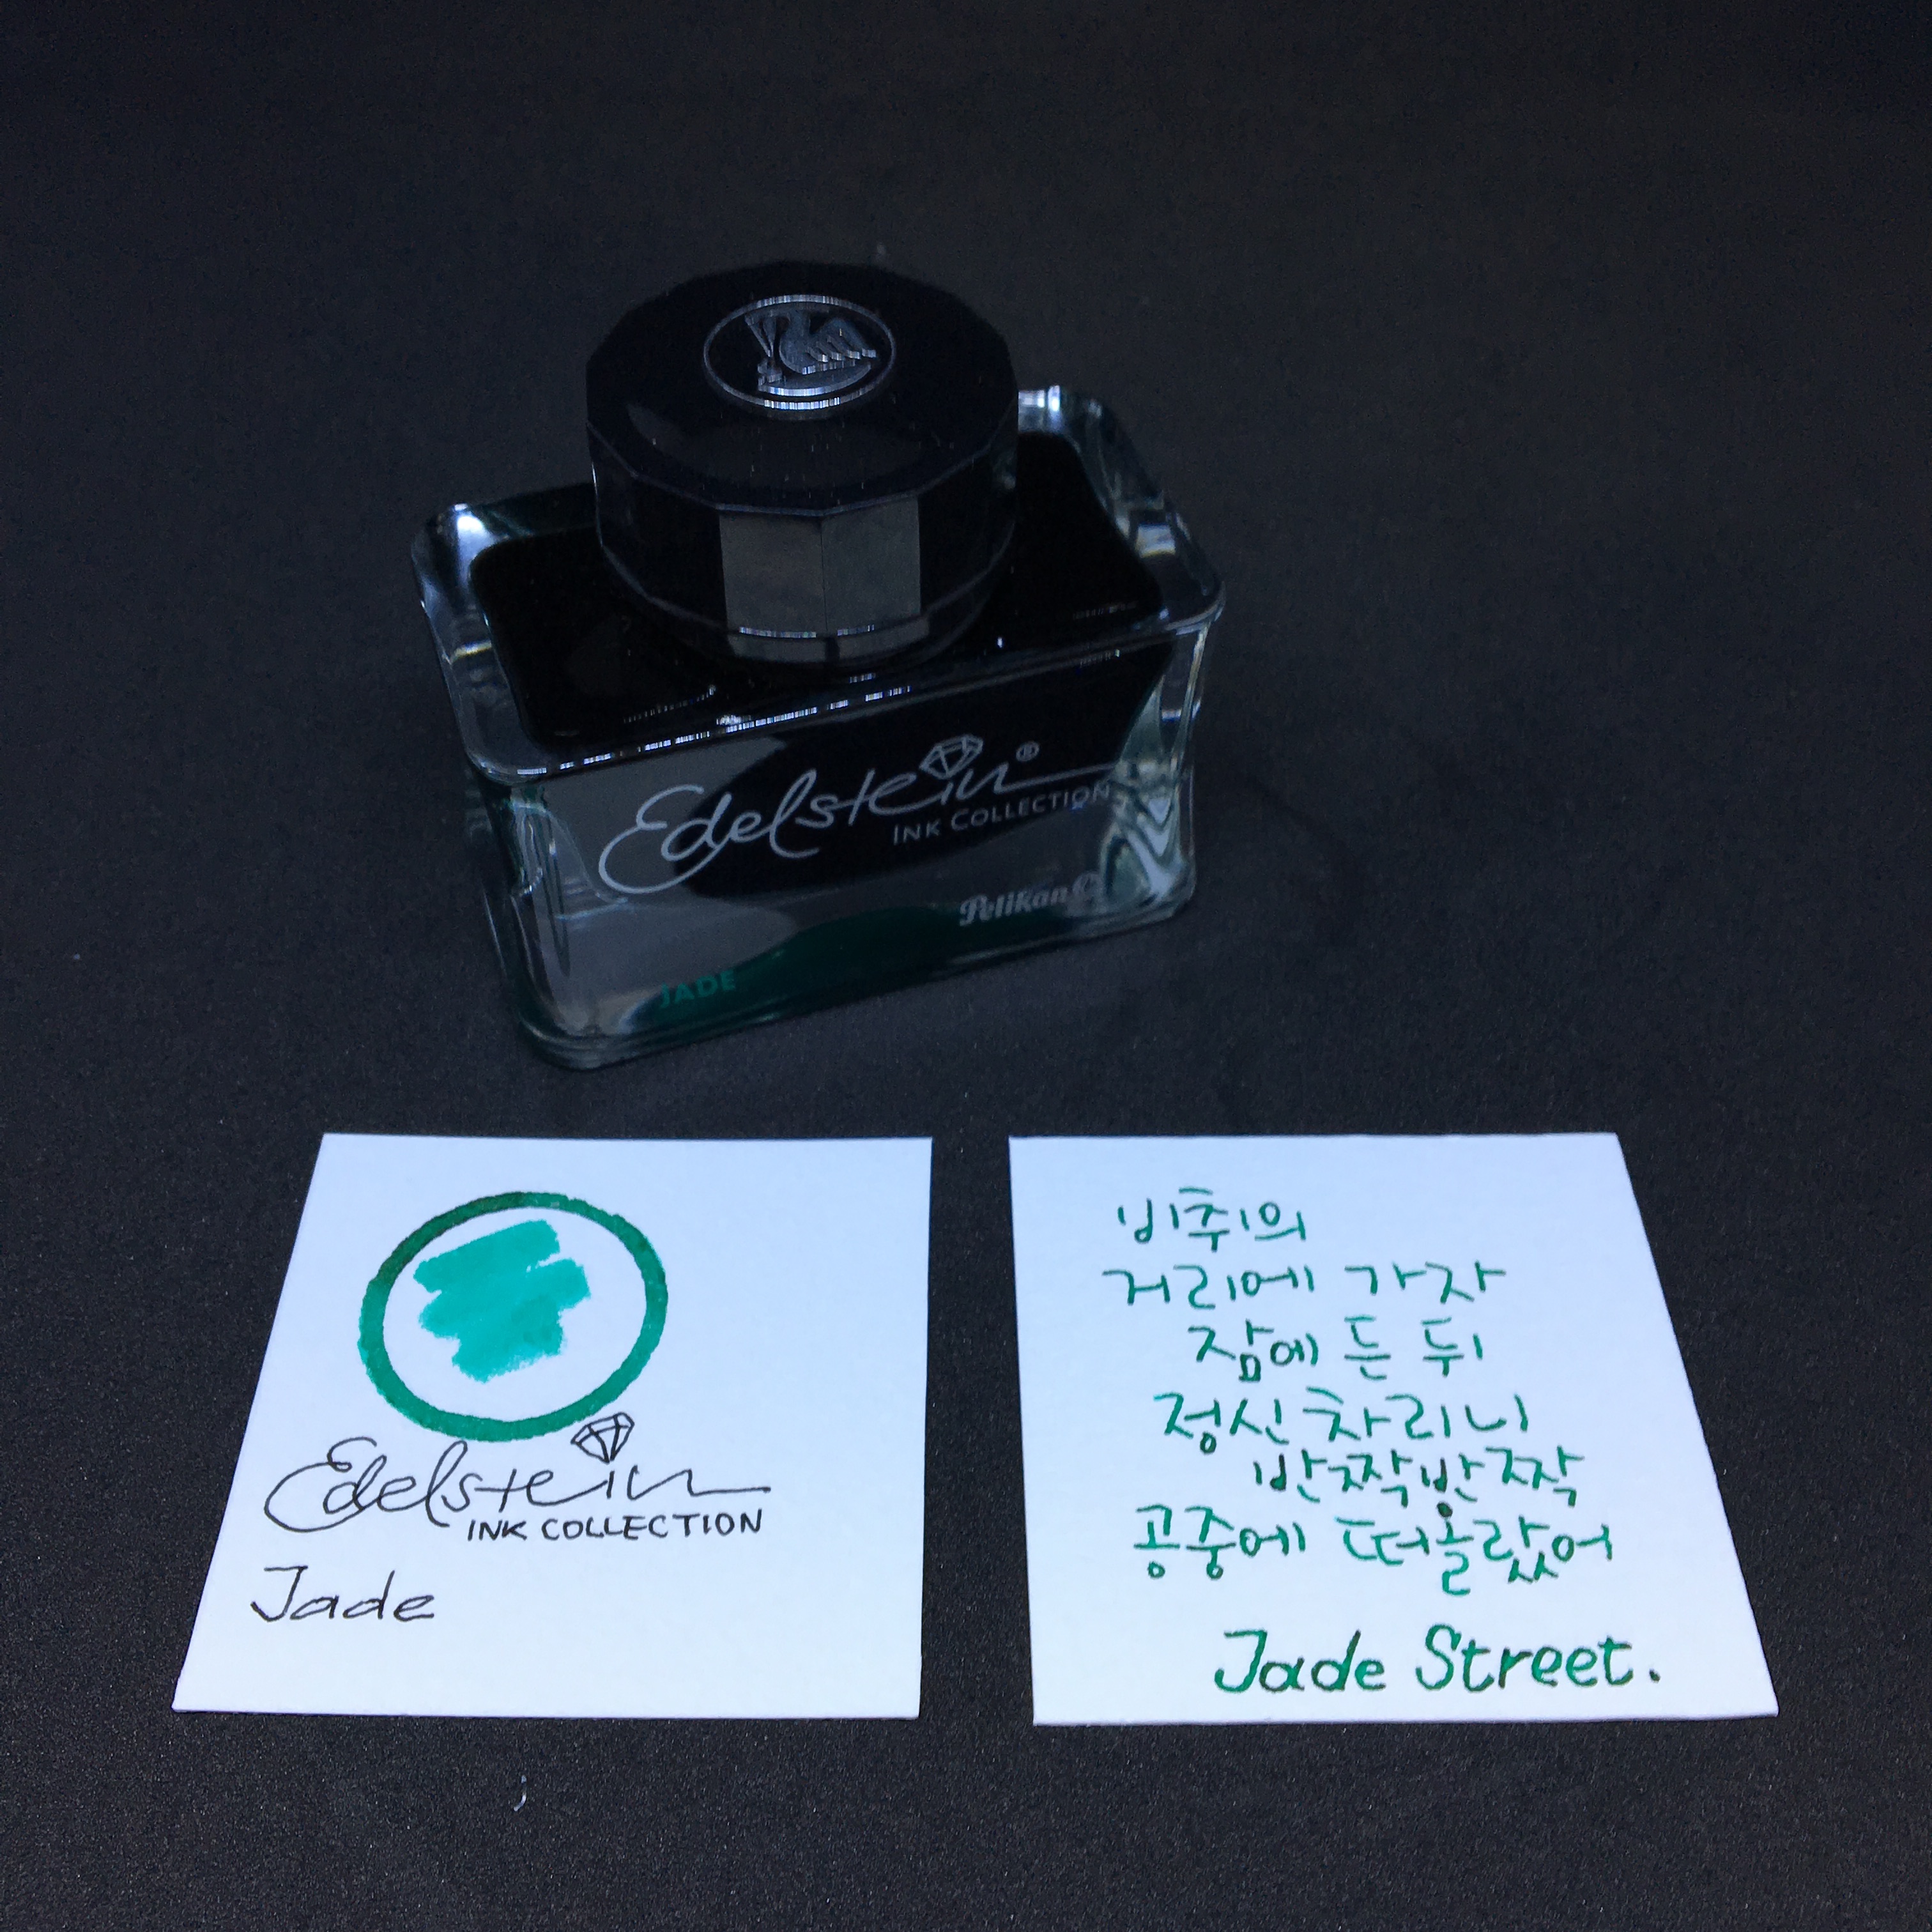 Edelstein®
INK COLLECTION
Pelikan
JADE
Edelstein
INK COLLECTION
Jade
비취의
거리에 가자
잠에 든 뒤
정신 차리니
반짝반짝
공중에 떠올랐어
Jade Street.